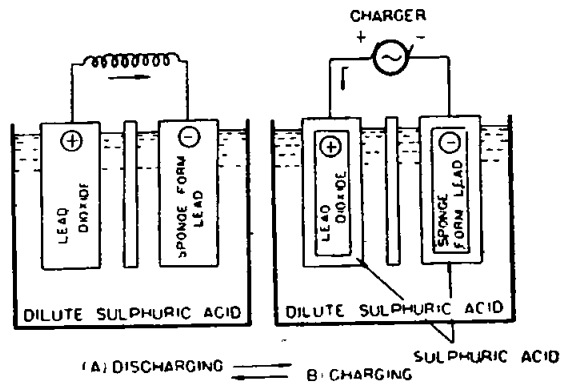 CHARGER
+ -
+ -
LEAD DIOXIDE
SPONGE FORM LEAD
+ -
LEAD DIOXIDE
SPONGE FORM LEAD
DILUTE SULPHURIC ACID
DILUTE SULPHURIC ACID
SULPHURIC ACID
(A) DISCHARGING
B) CHARGING